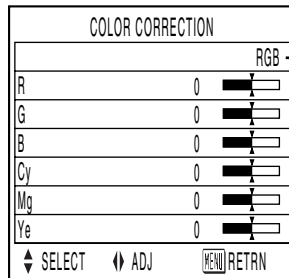 COLOR CORRECTION
RGB -
R 0
G 0
B 0
Cy 0
Mg 0
Ye 0
SELECT ADJ MENU RETRN